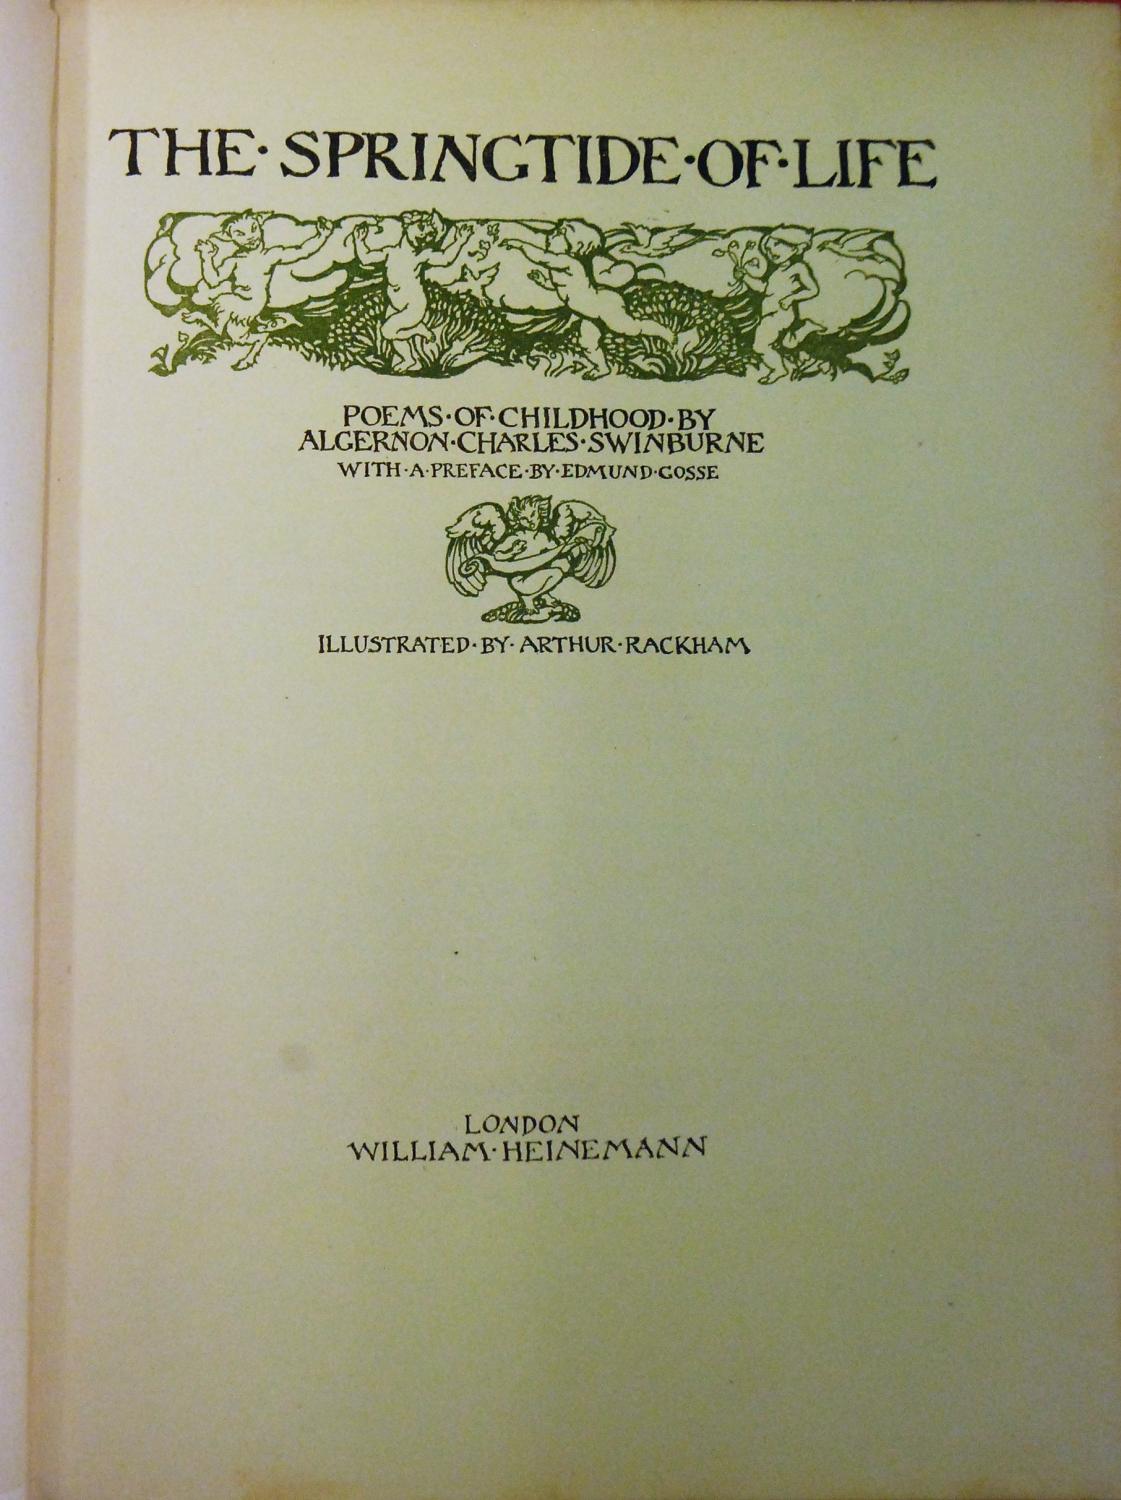 THE·SPRINGTIDE·OF·LIFE
POEMS·OF·CHILDHOOD·BY
ALGERNON·CHARLES·SWINBURNE
WITH·A·PREFACE·BY·EDMUND·GOSSE
ILLUSTRATED·BY·ARTHUR·RACKHAM
LONDON
WILLIAM·HEINEMANN